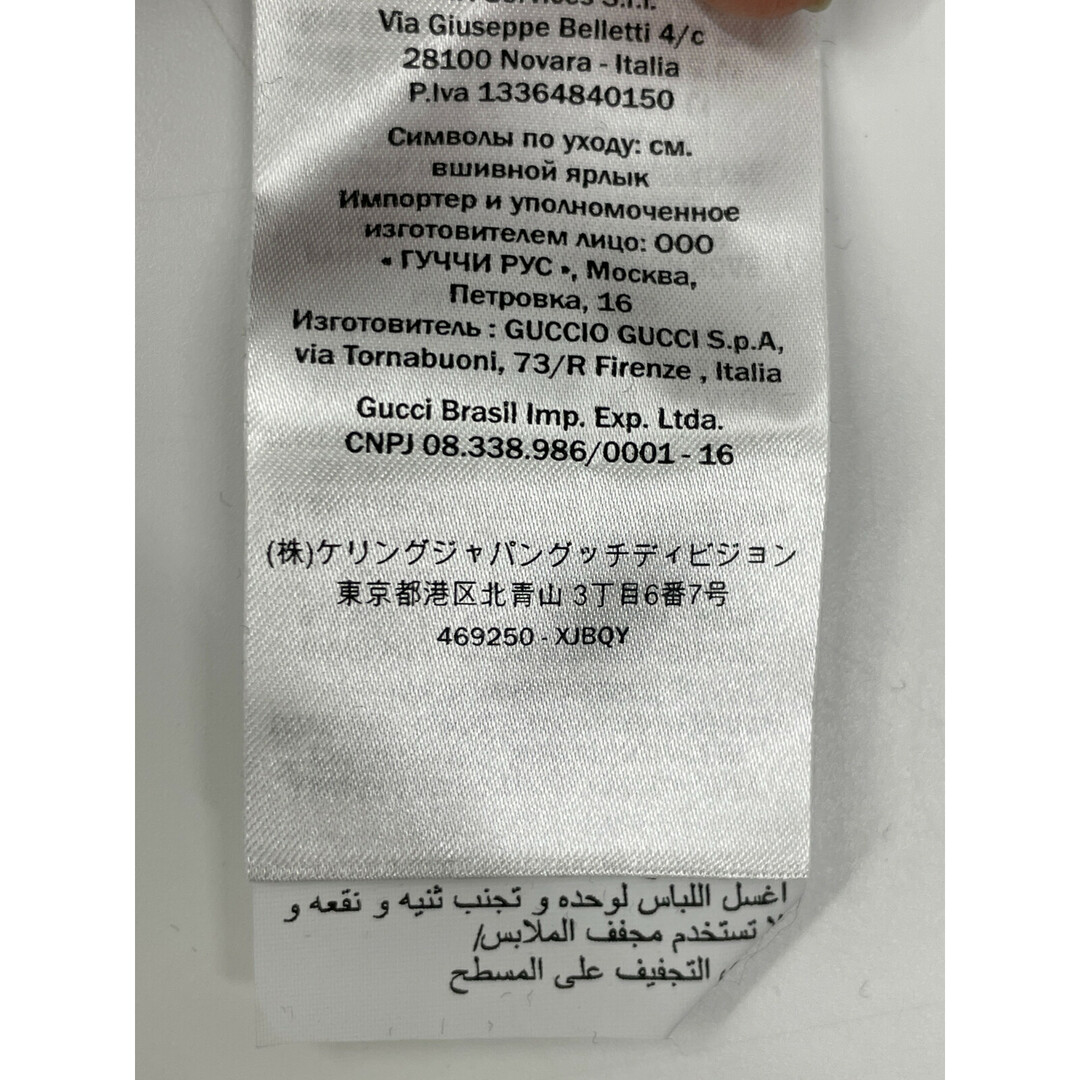 Services S.r.l.
Via Giuseppe Belletti 4/c
28100 Novara - Italia
P.Iva 13364840150
Символы по уходу: см.
вшивной ярлык
Импортер и уполномоченное
изготовителем лицо: ООО
« ГУЧЧИ РУС », Москва,
Петровка, 16
Изготовитель : GUCCIO GUCCI S.p.A,
via Tornabuoni, 73/R Firenze , Italia
Gucci Brasil Imp. Exp. Ltda.
CNPJ 08.338.986/0001 - 16
(株)ケリングジャパングッチディビジョン
東京都港区北青山 3丁目6番7号
469250 - XJBQY
اغسل اللباس لوحده و تجنب ثنيه و نقعه و
لا تستخدم مجفف الملابس/
التجفيف على المسطح